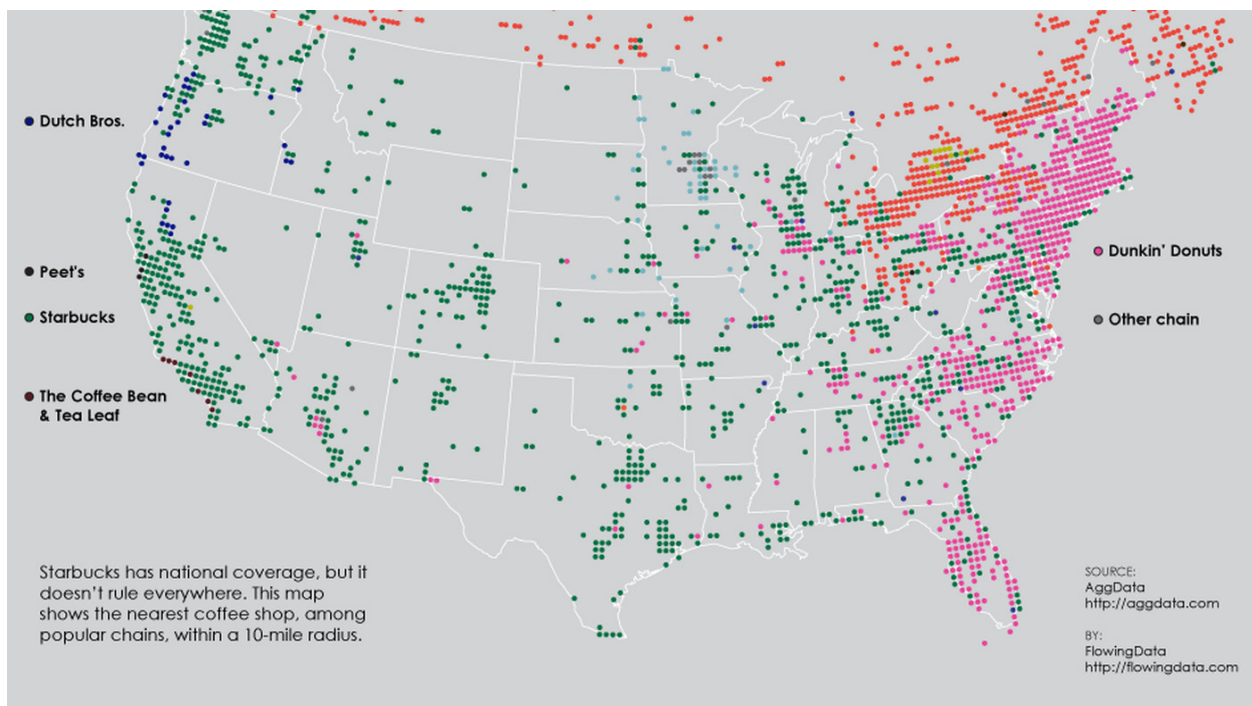 Dutch Bros.
Peet's
Starbucks
The Coffee Bean
& Tea Leaf
Dunkin' Donuts
Other chain
Starbucks has national coverage, but it
doesn't rule everywhere. This map
shows the nearest coffee shop, among
popular chains, within a 10-mile radius.
SOURCE:
AggData
http://aggdata.com
BY:
FlowingData
http://flowingdata.com